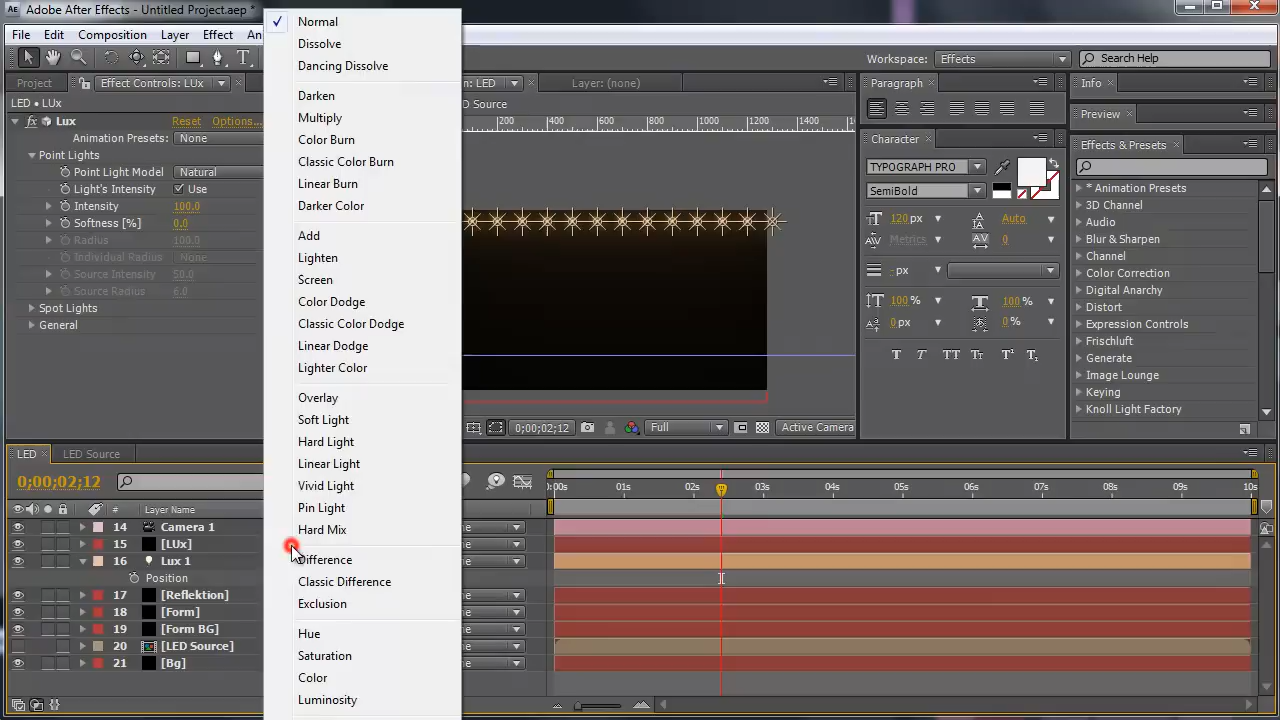 AE Adobe After Effects - Untitled Project.aep *
File Edit Composition Layer Effect An
Workspace: Effects Search Help
Project Effect Controls: LUx n: LED Layer: (none)
LED • LUx D Source
fx Lux Reset Options...
Animation Presets: None
Point Lights
Point Light Model Natural
Light's Intensity Use
Intensity 100,0
Softness [%] 0,0
Radius 100,0
Individual Radius None
Source Intensity 50,0
Source Radius 6,0
Spot Lights
General
Normal
Dissolve
Dancing Dissolve
Darken
Multiply
Color Burn
Classic Color Burn
Linear Burn
Darker Color
Add
Lighten
Screen
Color Dodge
Classic Color Dodge
Linear Dodge
Lighter Color
Overlay
Soft Light
Hard Light
Linear Light
Vivid Light
Pin Light
Hard Mix
Difference
Classic Difference
Exclusion
Hue
Saturation
Color
Luminosity
200 400 600 800 1000 1200 1400
0;00;02;12 Full Active Camera
Paragraph
Character
TYPOGRAPH PRO
SemiBold
120 px Auto
Metrics 0
- px
100 % 100 %
0 px 0 %
T T TT Tt T¹ T₁
Info
Preview
Effects & Presets
* Animation Presets
3D Channel
Audio
Blur & Sharpen
Channel
Color Correction
Digital Anarchy
Distort
Expression Controls
Frischluft
Generate
Image Lounge
Keying
Knoll Light Factory
LED LED Source
0;00;02;12
# Layer Name
:00s 01s 02s 03s 04s 05s 06s 07s 08s 09s 10s
14 Camera 1 ne
15 [LUx] ne
16 Lux 1 ne
Position
17 [Reflektion] ne
18 [Form] ne
19 [Form BG] ne
20 [LED Source] ne
21 [Bg] ne